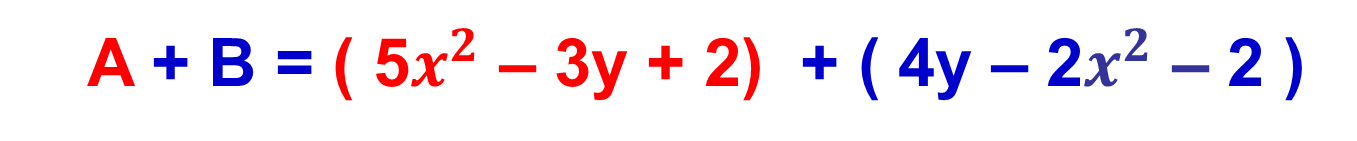 A + B = ( 5x² – 3y + 2) + ( 4y – 2x² – 2 )